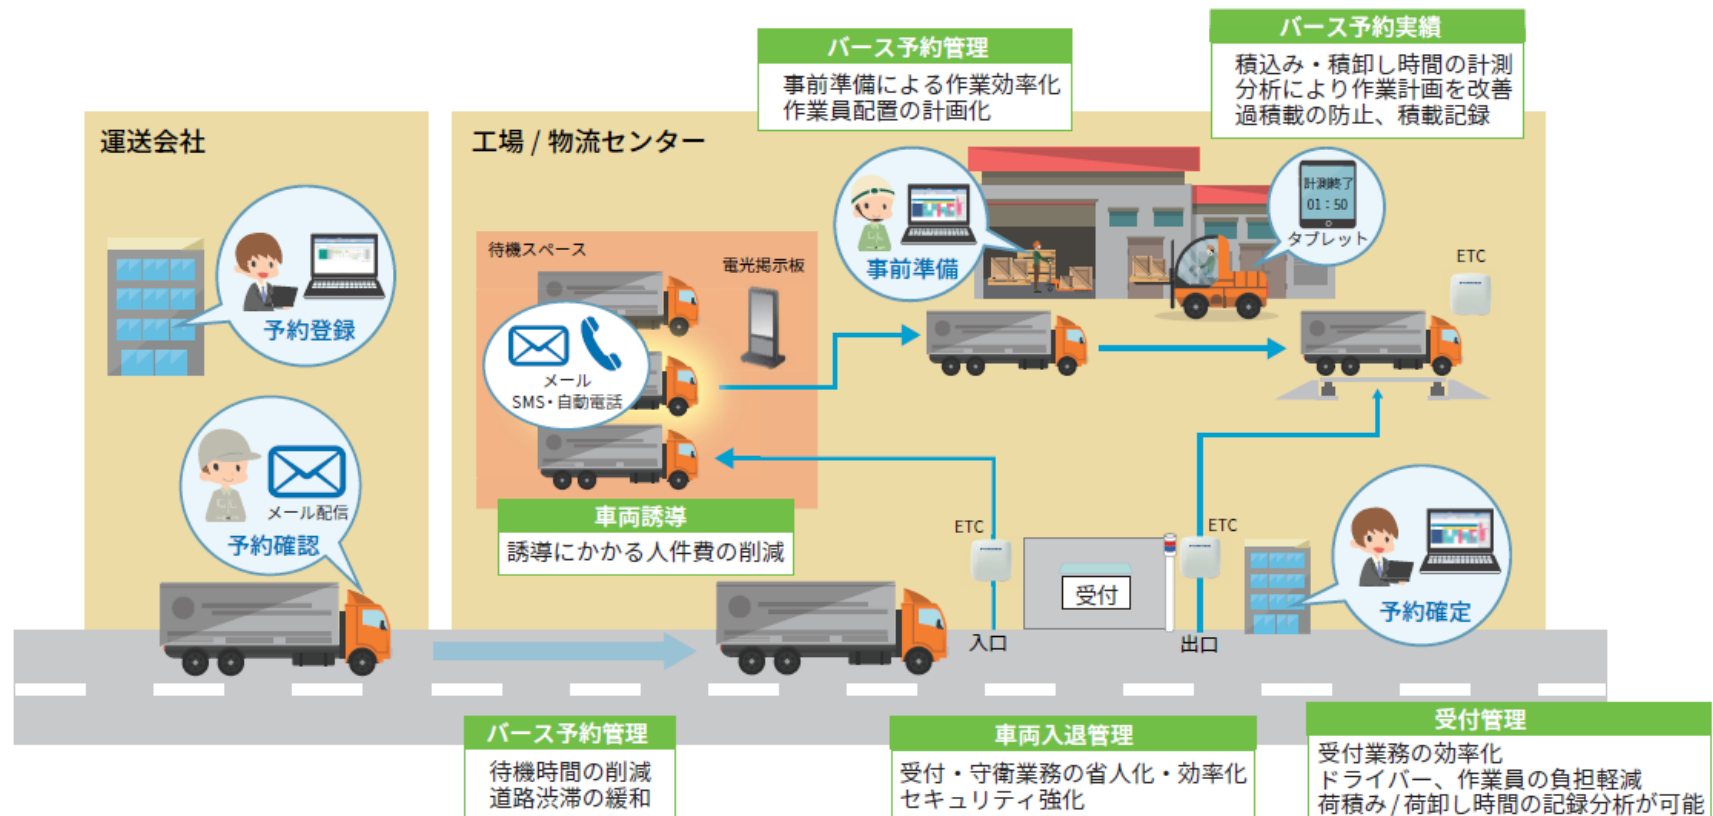 バース予約管理
事前準備による作業効率化
作業員配置の計画化
バース予約実績
積込み・積卸し時間の計測
分析により作業計画を改善
過積載の防止、積載記録
運送会社
工場 / 物流センター
予約登録
メール配信
予約確認
待機スペース
電光掲示板
メール
SMS・自動電話
事前準備
計測終了
01：50
タブレット
ETC
車両誘導
誘導にかかる人件費の削減
ETC
受付
ETC
入口
出口
予約確定
バース予約管理
待機時間の削減
道路渋滞の緩和
車両入退管理
受付・守衛業務の省人化・効率化
セキュリティ強化
受付管理
受付業務の効率化
ドライバー、作業員の負担軽減
荷積み / 荷卸し時間の記録分析が可能